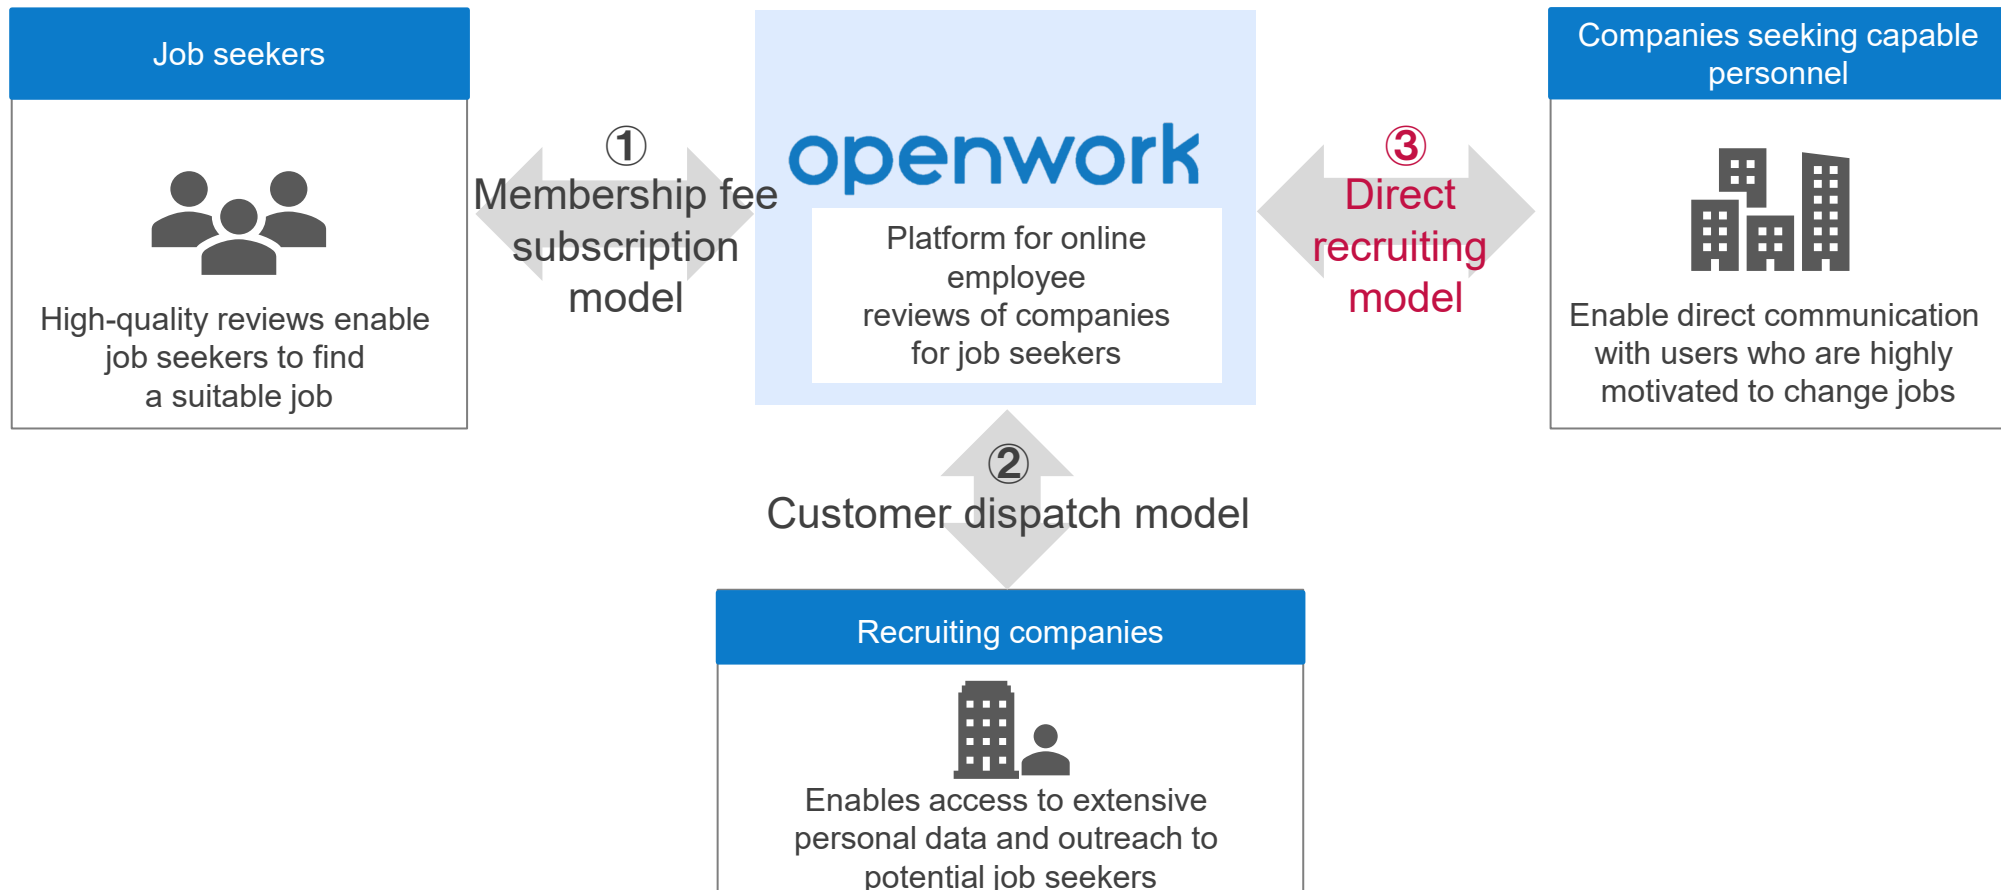 Job seekers
High-quality reviews enable
job seekers to find
a suitable job
①
Membership fee
subscription
model
openwork
Platform for online
employee
reviews of companies
for job seekers
③
Direct
recruiting
model
Companies seeking capable
personnel
Enable direct communication
with users who are highly
motivated to change jobs
②
Customer dispatch model
Recruiting companies
Enables access to extensive
personal data and outreach to
potential job seekers